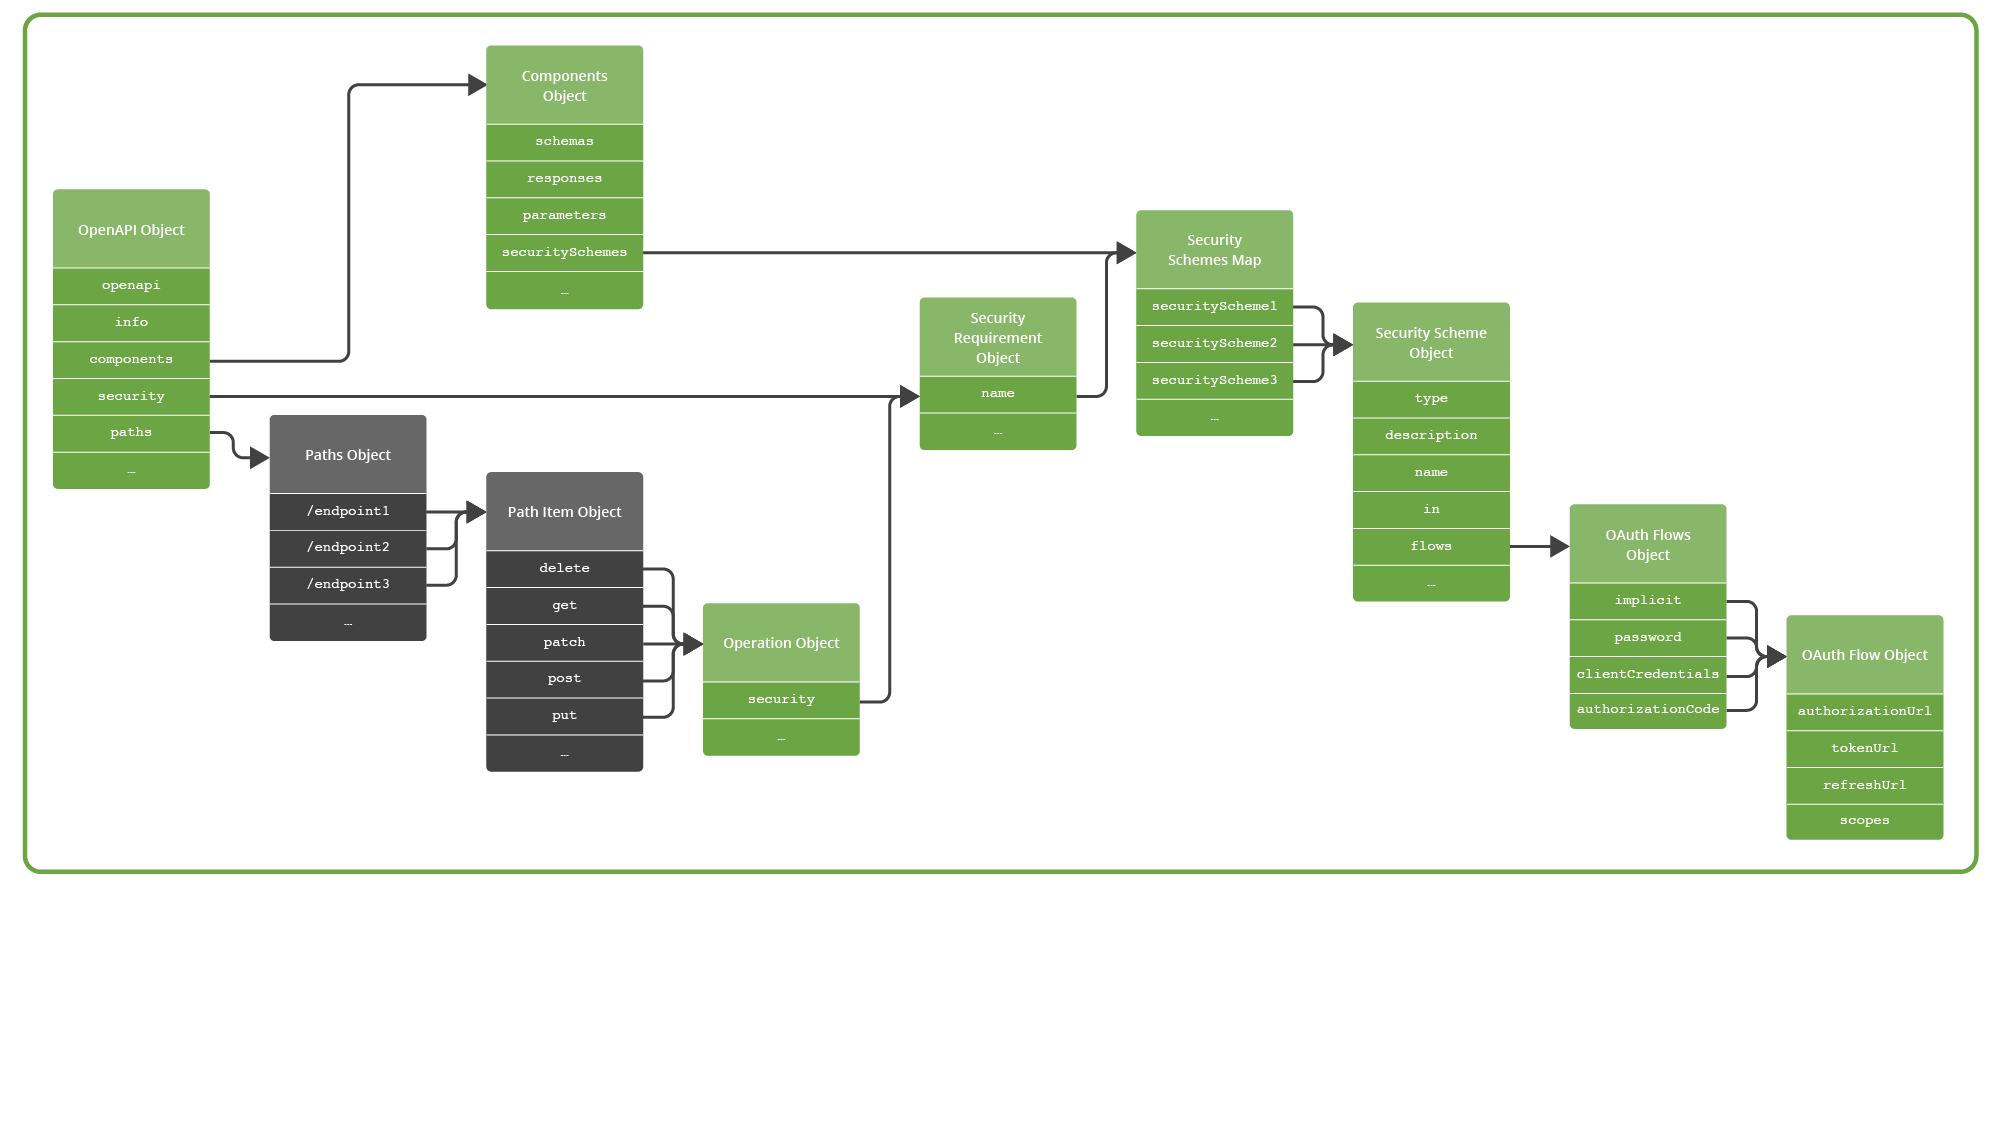 OpenAPI Object
openapi
info
components
security
paths
…
Components
Object
schemas
responses
parameters
securitySchemes
…
Paths Object
/endpoint1
/endpoint2
/endpoint3
…
Path Item Object
delete
get
patch
post
put
…
Operation Object
security
…
Security
Requirement
Object
name
…
Security
Schemes Map
securityScheme1
securityScheme2
securityScheme3
…
Security Scheme
Object
type
description
name
in
flows
…
OAuth Flows
Object
implicit
password
clientCredentials
authorizationCode
OAuth Flow Object
authorizationUrl
tokenUrl
refreshUrl
scopes